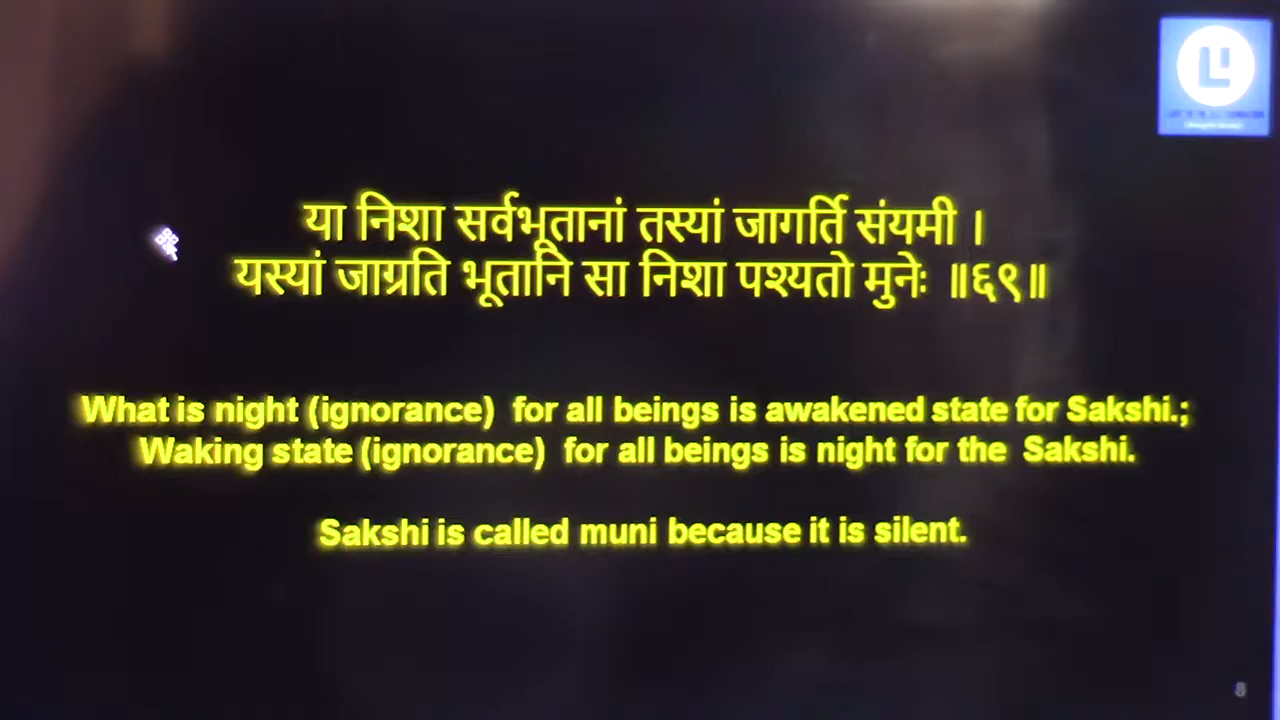 या निशा सर्वभूतानां तस्यां जागर्ति संयमी ।
यस्यां जाग्रति भूतानि सा निशा पश्यतो मुनेः ॥६९॥
What is night (ignorance) for all beings is awakened state for Sakshi.;
Waking state (ignorance) for all beings is night for the Sakshi.
Sakshi is called muni because it is silent.
8